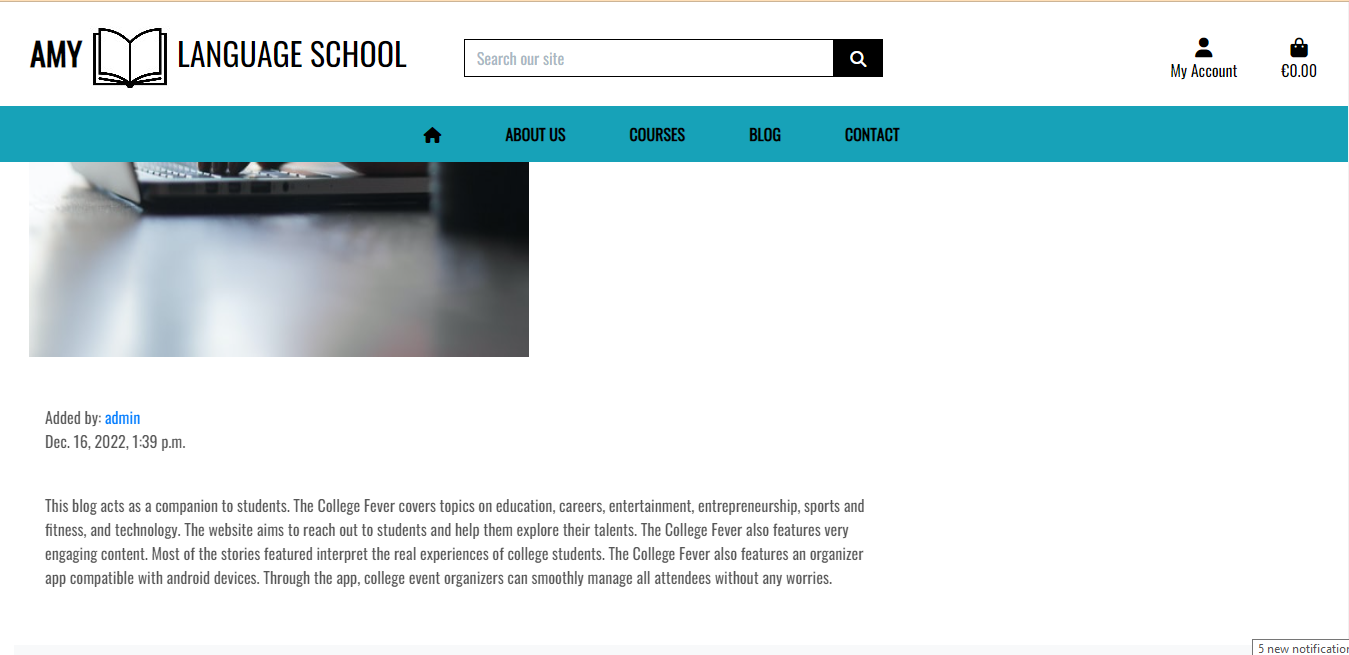 AMY LANGUAGE SCHOOL
Search our site
My Account
€0.00
ABOUT US
COURSES
BLOG
CONTACT
Added by: admin
Dec. 16, 2022, 1:39 p.m.
This blog acts as a companion to students. The College Fever covers topics on education, careers, entertainment, entrepreneurship, sports and
fitness, and technology. The website aims to reach out to students and help them explore their talents. The College Fever also features very
engaging content. Most of the stories featured interpret the real experiences of college students. The College Fever also features an organizer
app compatible with android devices. Through the app, college event organizers can smoothly manage all attendees without any worries.
5 new notification